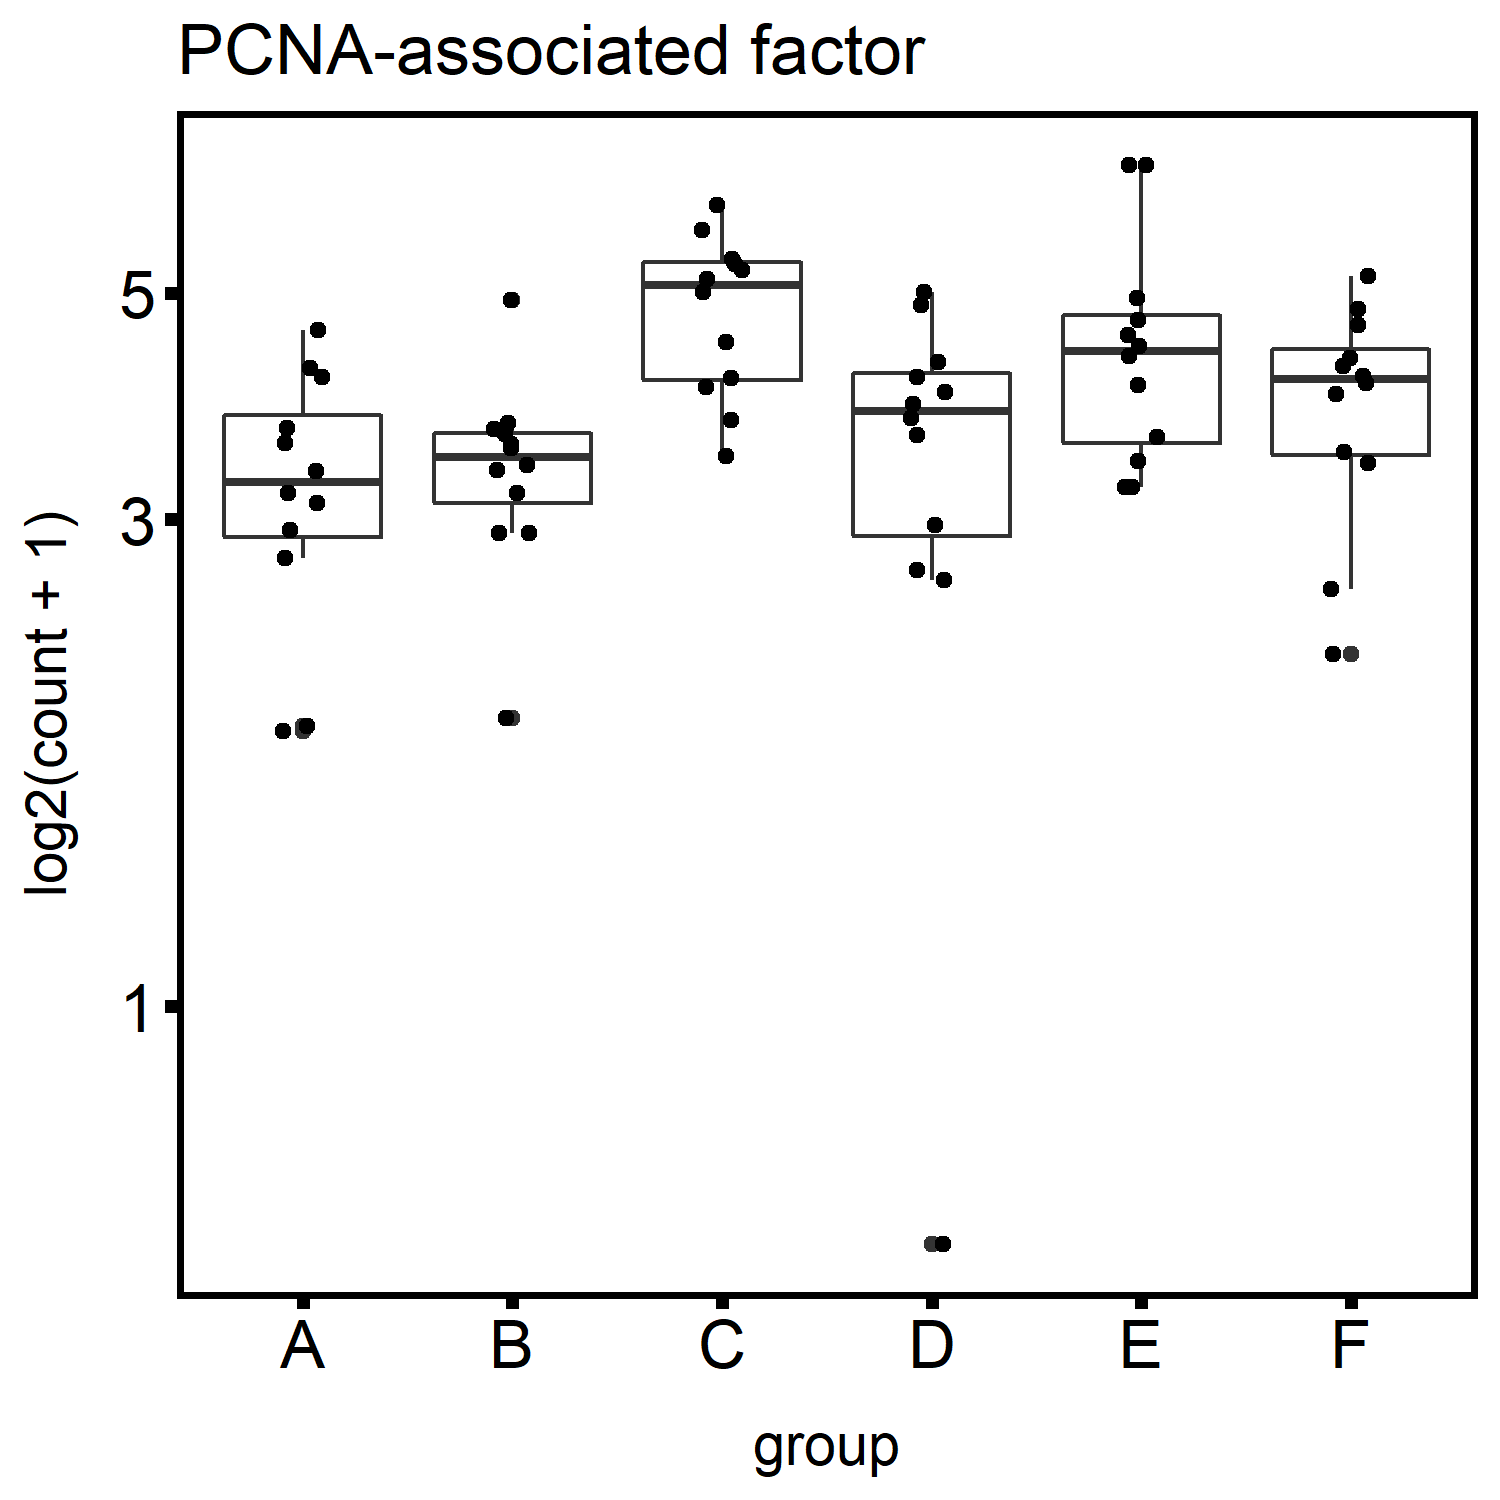 PCNA-associated factor
log2(count + 1)
5
3
1
A B C D E F
group